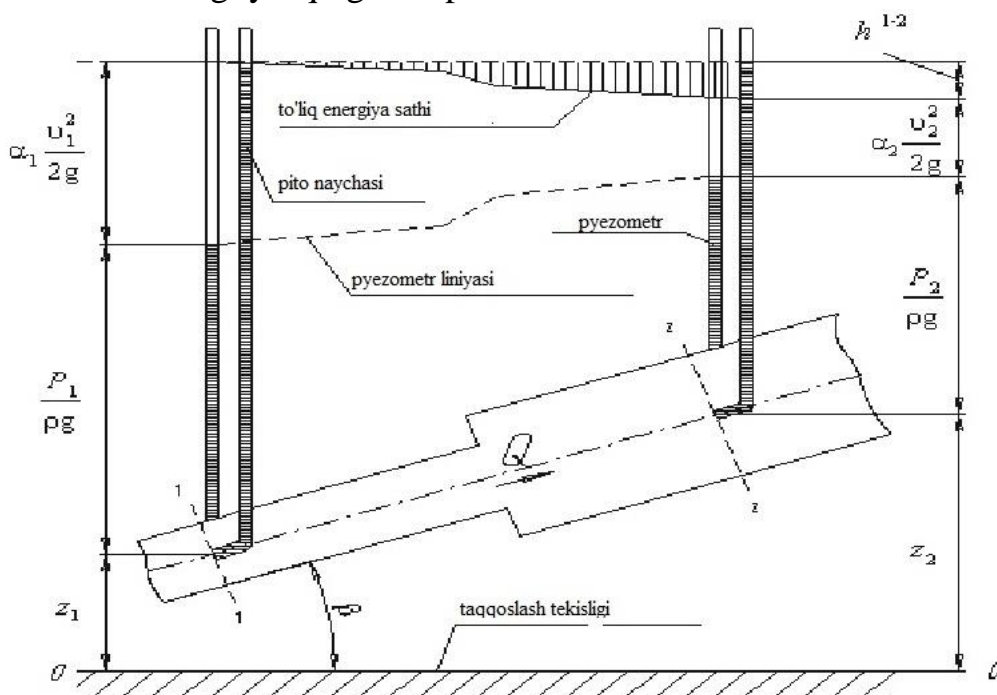 h 1-2
to'liq energiya sathi
α₁ υ₁²/2g
α₂ υ₂²/2g
pito naychasi
pyezometr
pyezometr liniyasi
P₂/ρg
P₁/ρg
2
Q
1
2
z₂
z₁
1
β
taqqoslash tekisligi
0